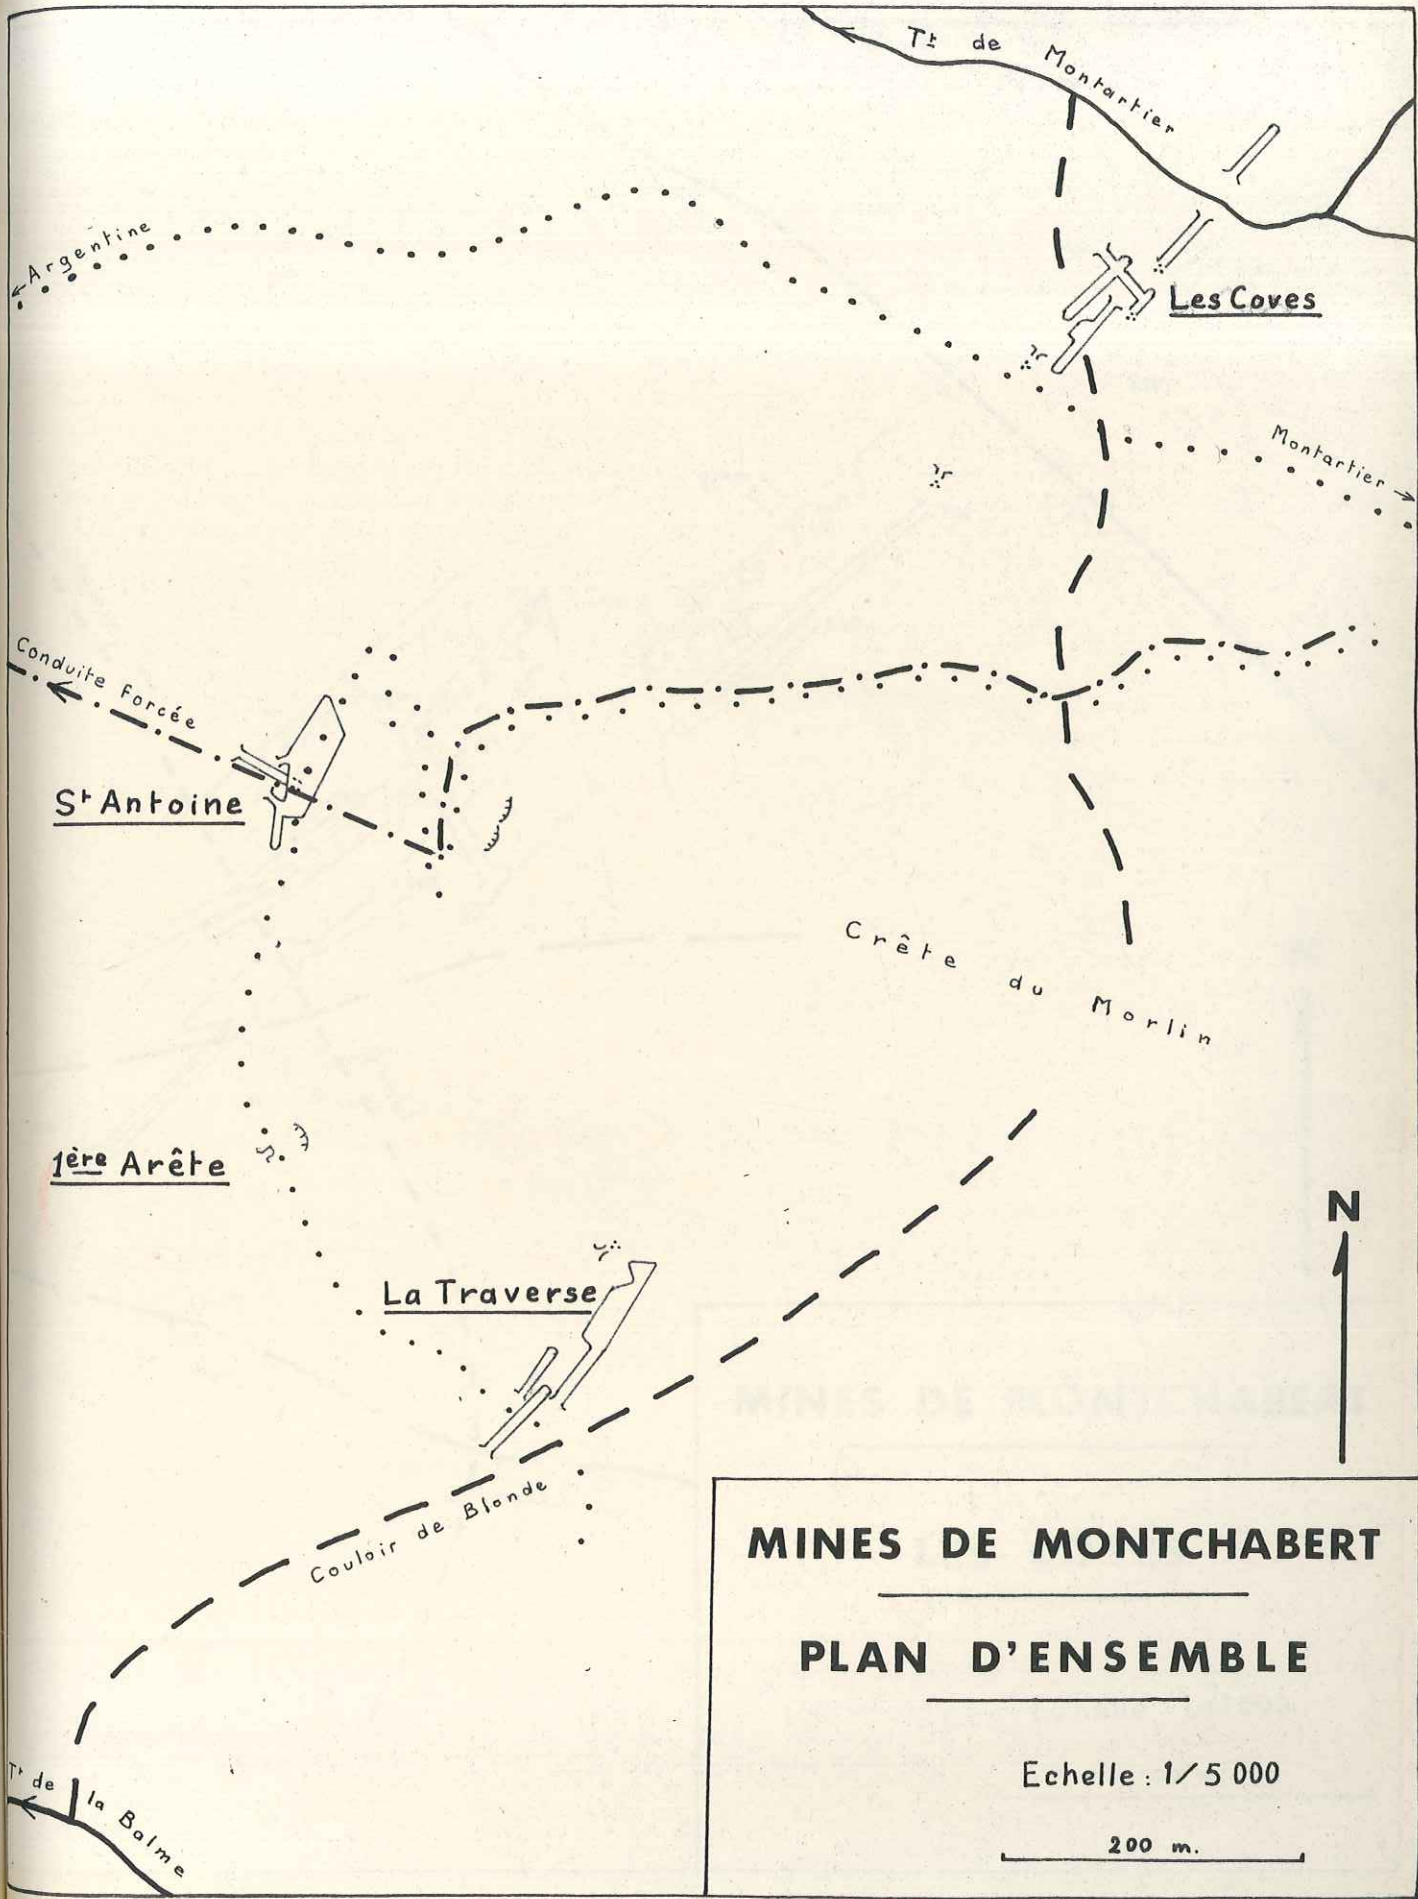 Tt de Montartier
← Argentine
Les Coves
Montartier →
Conduite Forcée
St Antoine
Crête du Morlin
1ère Arête
N
La Traverse
Couloir de Blonde
MINES DE MONTCHABERT
PLAN D'ENSEMBLE
Echelle : 1/5 000
200 m.
Tt de la Balme